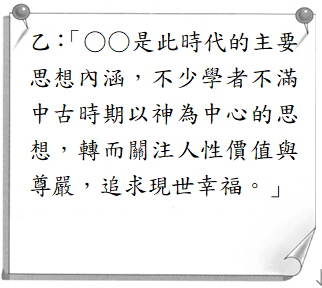 乙：「○○是此時代的主要
思想內涵，不少學者不滿
中古時期以神為中心的思
想，轉而關注人性價值與
尊嚴，追求現世幸福。」